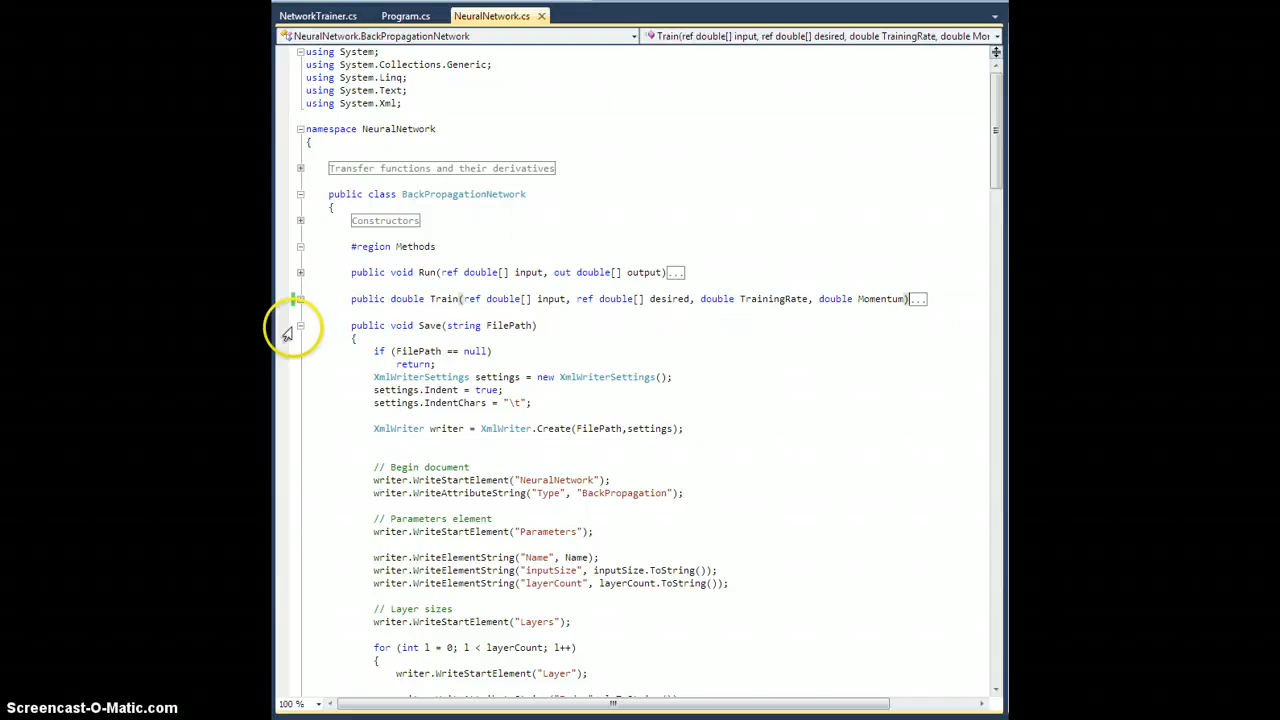 NetworkTrainer.cs Program.cs NeuralNetwork.cs
NeuralNetwork.BackPropagationNetwork Train(ref double[] input, ref double[] desired, double TrainingRate, double Mor
using System;
using System.Collections.Generic;
using System.Linq;
using System.Text;
using System.Xml;
namespace NeuralNetwork
{
Transfer functions and their derivatives
public class BackPropagationNetwork
{
Constructors
#region Methods
public void Run(ref double[] input, out double[] output)...
public double Train(ref double[] input, ref double[] desired, double TrainingRate, double Momentum)...
public void Save(string FilePath)
{
if (FilePath == null)
return;
XmlWriterSettings settings = new XmlWriterSettings();
settings.Indent = true;
settings.IndentChars = "\t";
XmlWriter writer = XmlWriter.Create(FilePath,settings);
// Begin document
writer.WriteStartElement("NeuralNetwork");
writer.WriteAttributeString("Type", "BackPropagation");
// Parameters element
writer.WriteStartElement("Parameters");
writer.WriteElementString("Name", Name);
writer.WriteElementString("inputSize", inputSize.ToString());
writer.WriteElementString("layerCount", layerCount.ToString());
// Layer sizes
writer.WriteStartElement("Layers");
for (int l = 0; l < layerCount; l++)
{
writer.WriteStartElement("Layer");
100 %
Screencast-O-Matic.com